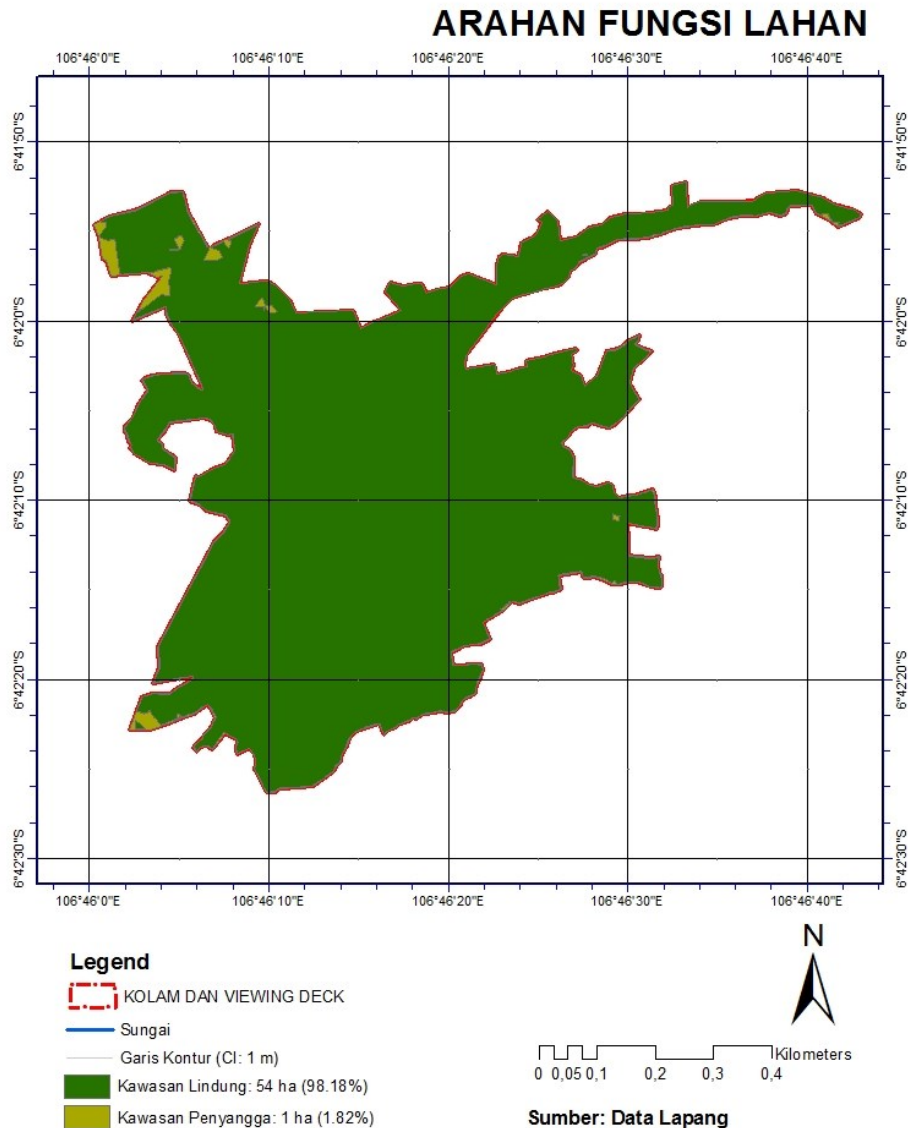 ARAHAN FUNGSI LAHAN
106°46'0"E 106°46'10"E 106°46'20"E 106°46'30"E 106°46'40"E
6°41'50"S 6°41'50"S
6°42'0"S 6°42'0"S
6°42'10"S 6°42'10"S
6°42'20"S 6°42'20"S
6°42'30"S 6°42'30"S
106°46'0"E 106°46'10"E 106°46'20"E 106°46'30"E 106°46'40"E
N
Legend
KOLAM DAN VIEWING DECK
Sungai
Garis Kontur (CI: 1 m)
Kawasan Lindung: 54 ha (98.18%)
Kawasan Penyangga: 1 ha (1.82%)
Kilometers
0 0,05 0,1 0,2 0,3 0,4
Sumber: Data Lapang